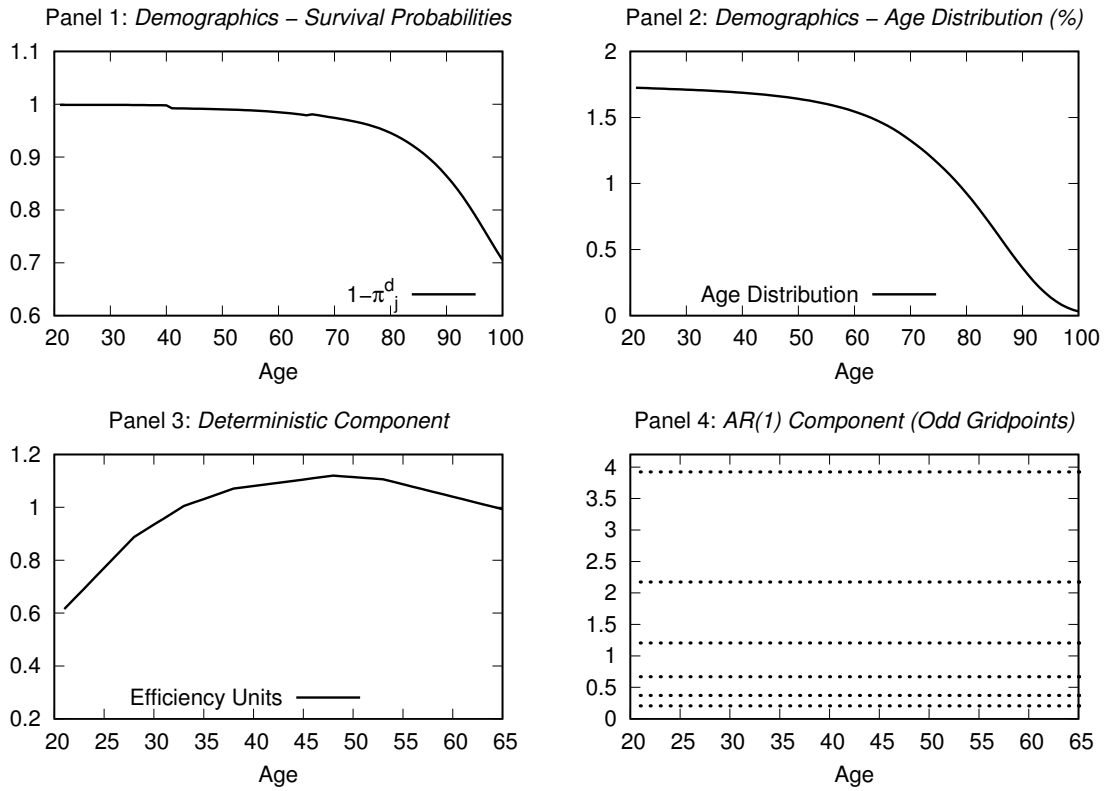 Panel 1: Demographics – Survival Probabilities
1.1
1
0.9
0.8
0.7
0.6
1−π^d_j
20 30 40 50 60 70 80 90 100
Age
Panel 2: Demographics – Age Distribution (%)
2
1.5
1
0.5
0
Age Distribution
20 30 40 50 60 70 80 90 100
Age
Panel 3: Deterministic Component
1.2
1
0.8
0.6
0.4
0.2
Efficiency Units
20 25 30 35 40 45 50 55 60 65
Age
Panel 4: AR(1) Component (Odd Gridpoints)
4
3.5
3
2.5
2
1.5
1
0.5
0
20 25 30 35 40 45 50 55 60 65
Age